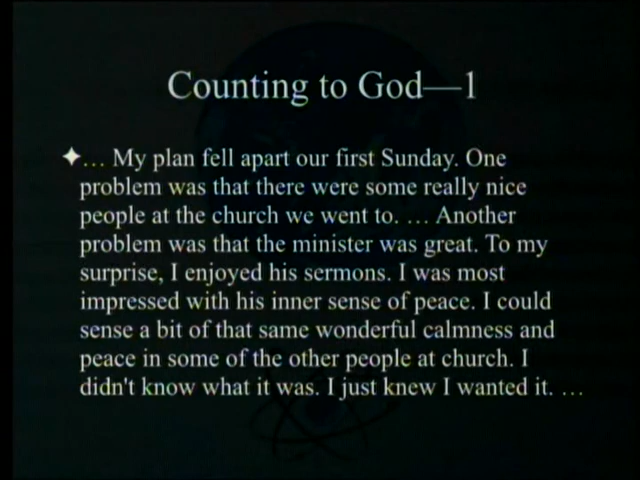 Counting to God—1
✦… My plan fell apart our first Sunday. One
problem was that there were some really nice
people at the church we went to. … Another
problem was that the minister was great. To my
surprise, I enjoyed his sermons. I was most
impressed with his inner sense of peace. I could
sense a bit of that same wonderful calmness and
peace in some of the other people at church. I
didn't know what it was. I just knew I wanted it. …